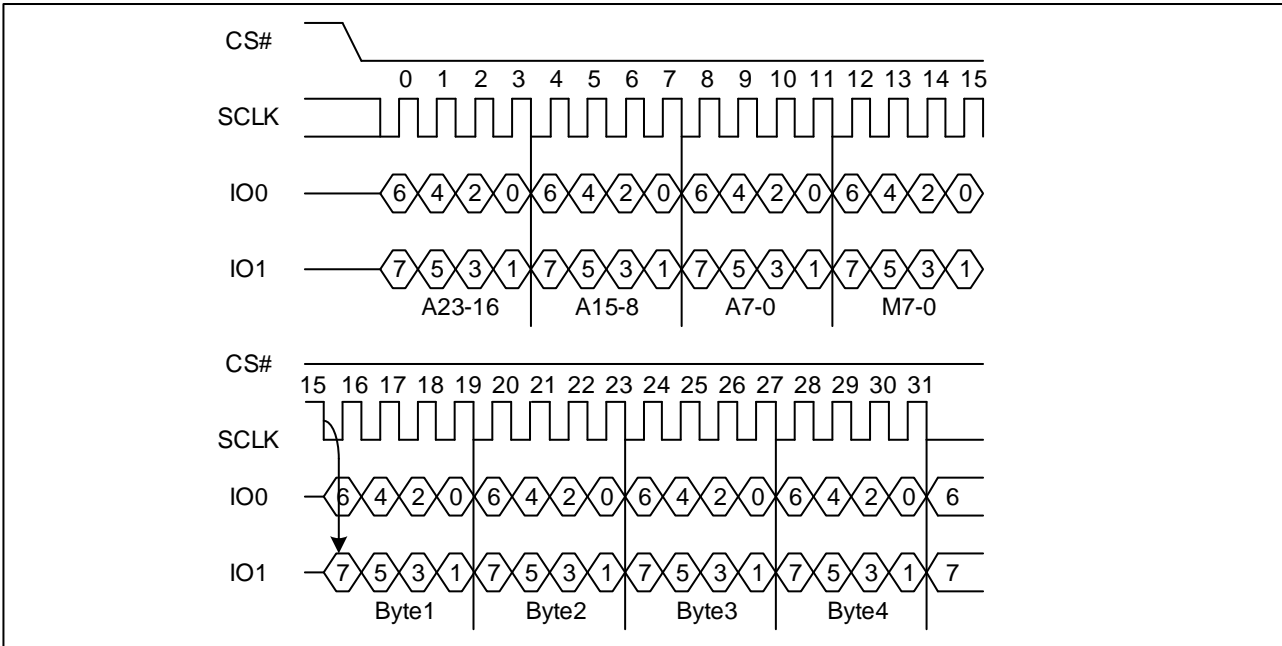 CS#
0 1 2 3 4 5 6 7 8 9 10 11 12 13 14 15
SCLK
IO0 6 4 2 0 6 4 2 0 6 4 2 0 6 4 2 0
IO1 7 5 3 1 7 5 3 1 7 5 3 1 7 5 3 1
A23-16 A15-8 A7-0 M7-0
CS#
15 16 17 18 19 20 21 22 23 24 25 26 27 28 29 30 31
SCLK
IO0 6 4 2 0 6 4 2 0 6 4 2 0 6 4 2 0 6
IO1 7 5 3 1 7 5 3 1 7 5 3 1 7 5 3 1 7
Byte1 Byte2 Byte3 Byte4